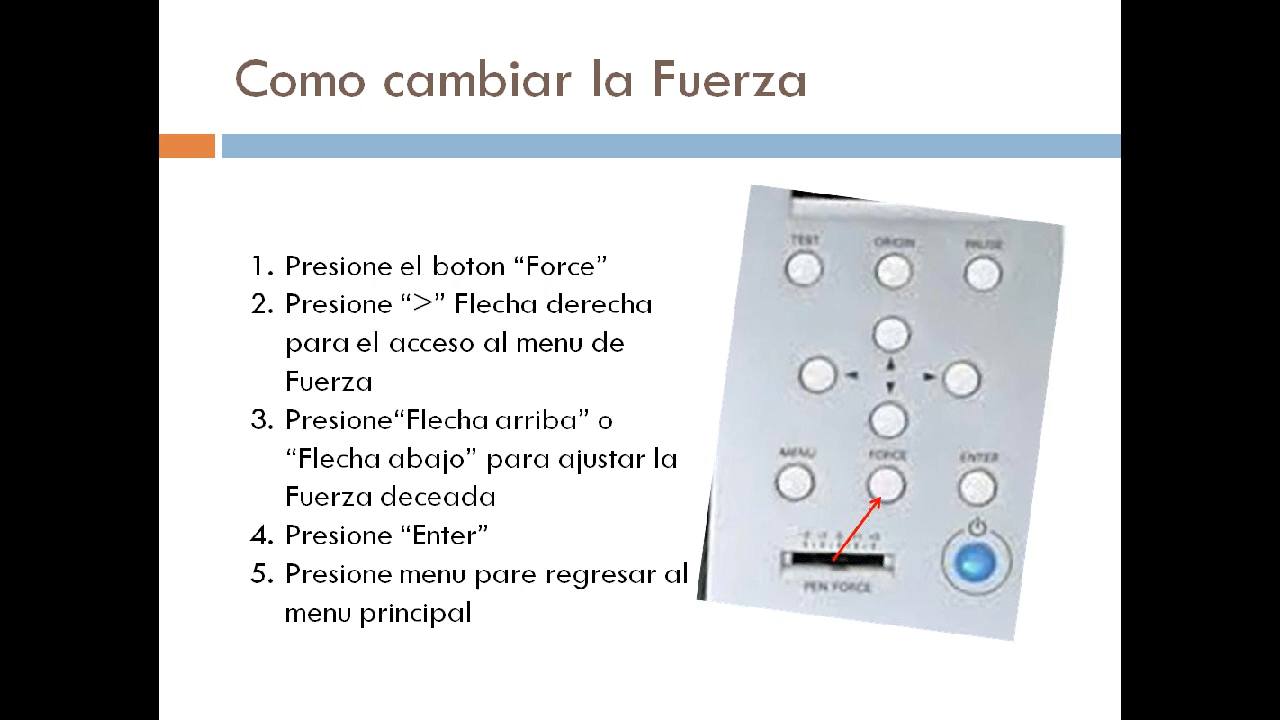 Como cambiar la Fuerza
1. Presione el boton “Force”
2. Presione “>” Flecha derecha
para el acceso al menu de
Fuerza
3. Presione“Flecha arriba” o
“Flecha abajo” para ajustar la
Fuerza deceada
4. Presione “Enter”
5. Presione menu pare regresar al
menu principal
TEST ORIGIN PAUSE
MENU FORCE ENTER
PEN FORCE